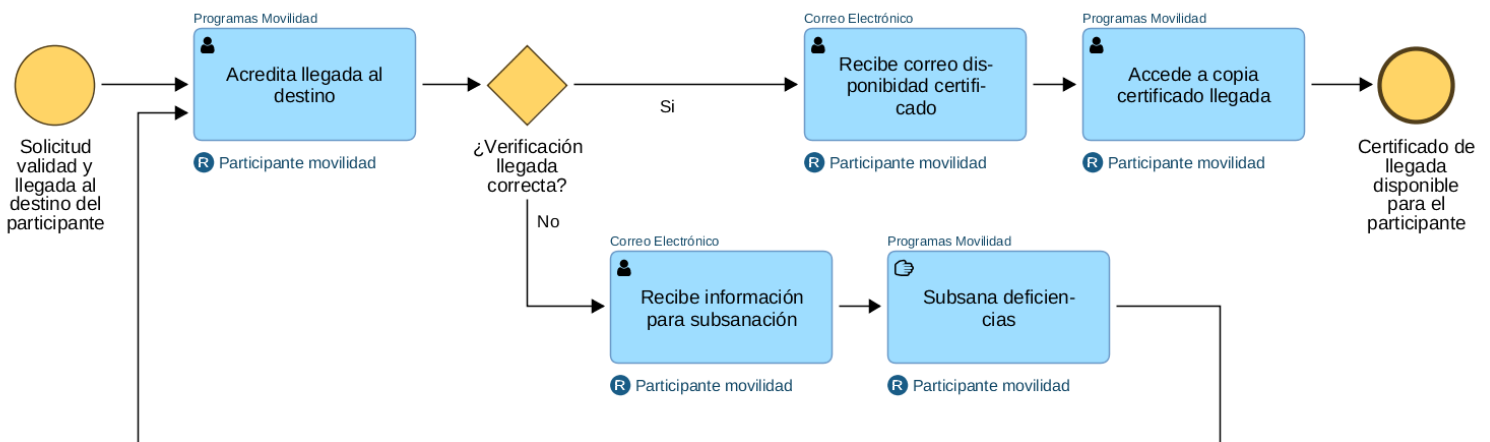 Programas Movilidad
Acredita llegada al
destino
R Participante movilidad
Solicitud
validad y
llegada al
destino del
participante
¿Verificación
llegada
correcta?
Si
No
Correo Electrónico
Recibe correo dis-
ponibidad certifi-
cado
R Participante movilidad
Programas Movilidad
Accede a copia
certificado llegada
R Participante movilidad
Certificado de
llegada
disponible
para el
participante
Correo Electrónico
Recibe información
para subsanación
R Participante movilidad
Programas Movilidad
Subsana deficien-
cias
R Participante movilidad